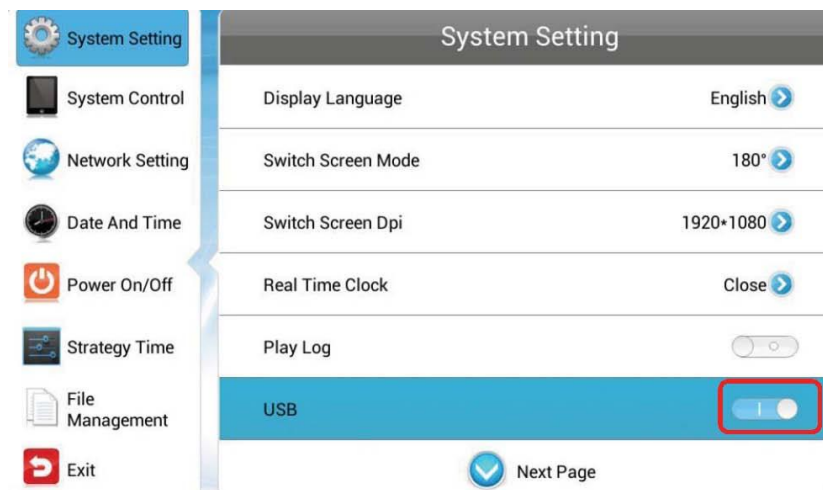 System Setting
System Control
Network Setting
Date And Time
Power On/Off
Strategy Time
File
Management
Exit
System Setting
Display Language English
Switch Screen Mode 180°
Switch Screen Dpi 1920*1080
Real Time Clock Close
Play Log
USB
Next Page